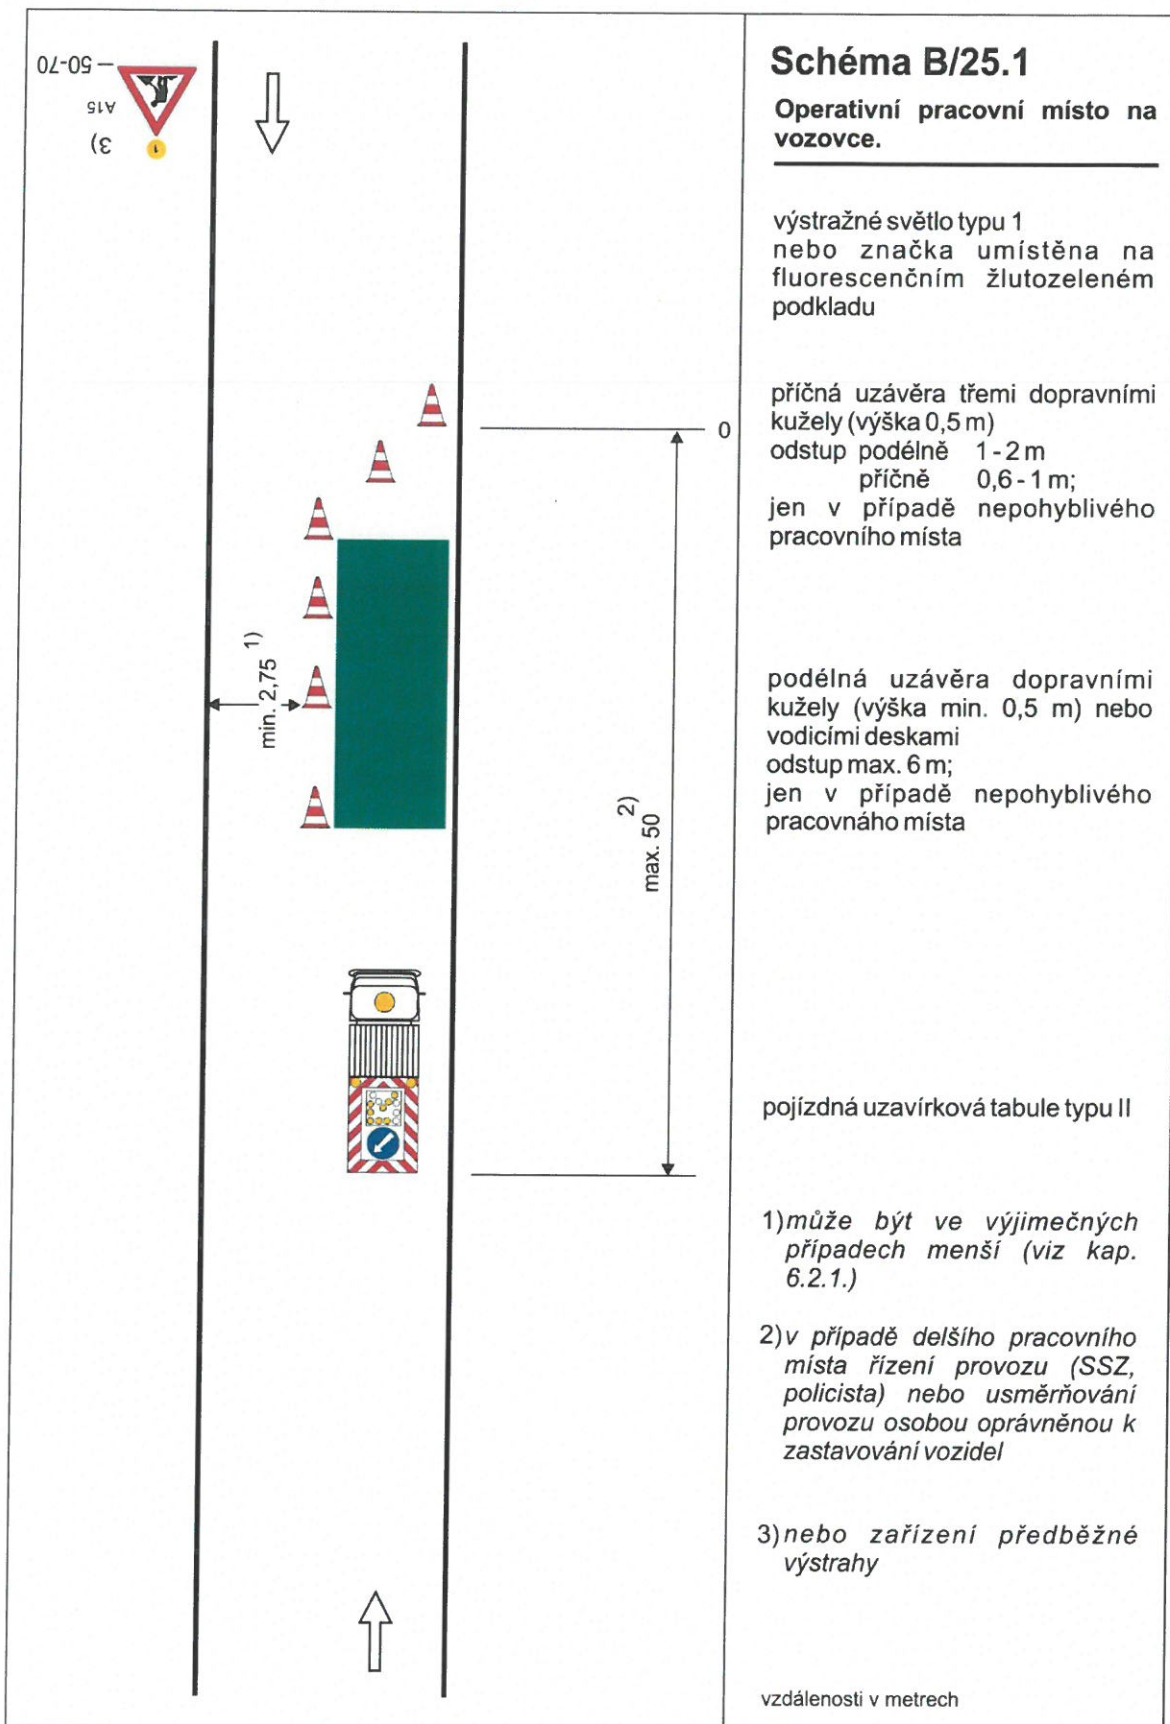 50-70
A15
3)
1
0
min. 2,75 1)
max. 50 2)
Schéma B/25.1
Operativní pracovní místo na
vozovce.
výstražné světlo typu 1
nebo značka umístěna na
fluorescenčním žlutozeleném
podkladu
příčná uzávěra třemi dopravními
kužely (výška 0,5 m)
odstup podélně 1 - 2 m
příčně 0,6 - 1 m;
jen v případě nepohyblivého
pracovního místa
podélná uzávěra dopravními
kužely (výška min. 0,5 m) nebo
vodicími deskami
odstup max. 6 m;
jen v případě nepohyblivého
pracovnáho místa
pojízdná uzavírková tabule typu II
1) může být ve výjimečných
případech menší (viz kap.
6.2.1.)
2) v případě delšího pracovního
místa řízení provozu (SSZ,
policista) nebo usměrňování
provozu osobou oprávněnou k
zastavování vozidel
3) nebo zařízení předběžné
výstrahy
vzdálenosti v metrech